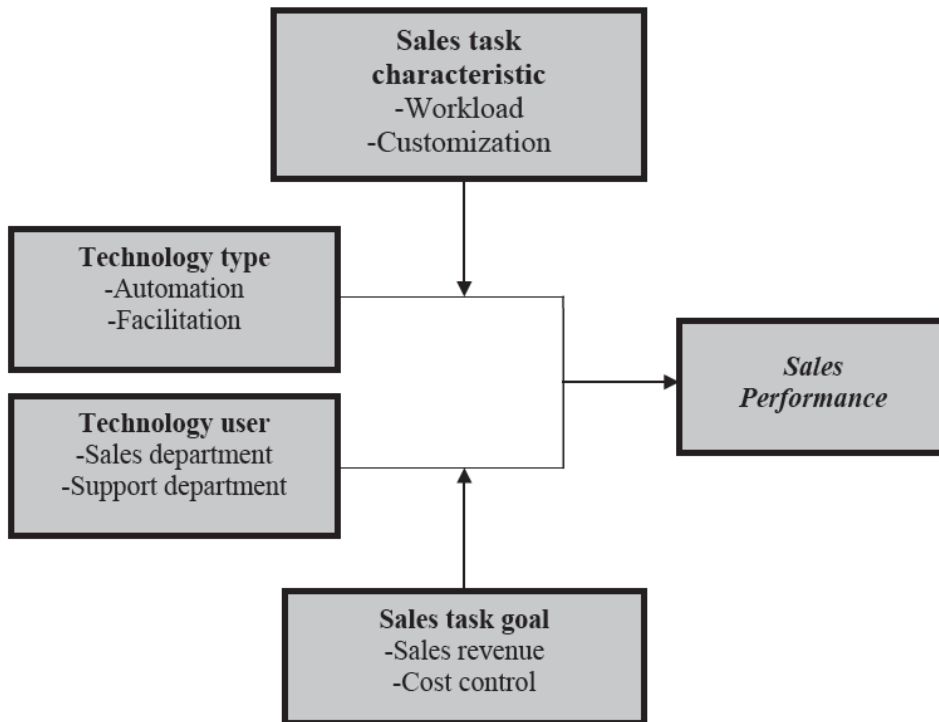 Sales task
characteristic
-Workload
-Customization
Technology type
-Automation
-Facilitation
Technology user
-Sales department
-Support department
Sales
Performance
Sales task goal
-Sales revenue
-Cost control